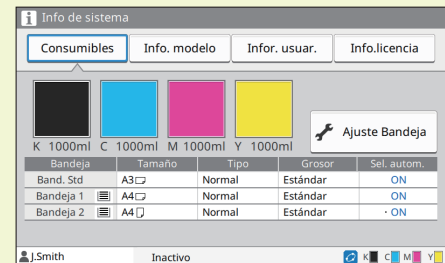 i Info de sistema
Consumibles Info. modelo Infor. usuar. Info.licencia
K 1000ml C 1000ml M 1000ml Y 1000ml
Ajuste Bandeja
Bandeja Tamaño Tipo Grosor Sel. autom.
Band. Std A3 Normal Estándar ON
Bandeja 1 A4 Normal Estándar ON
Bandeja 2 A4 Normal Estándar · ON
J.Smith Inactivo K C M Y